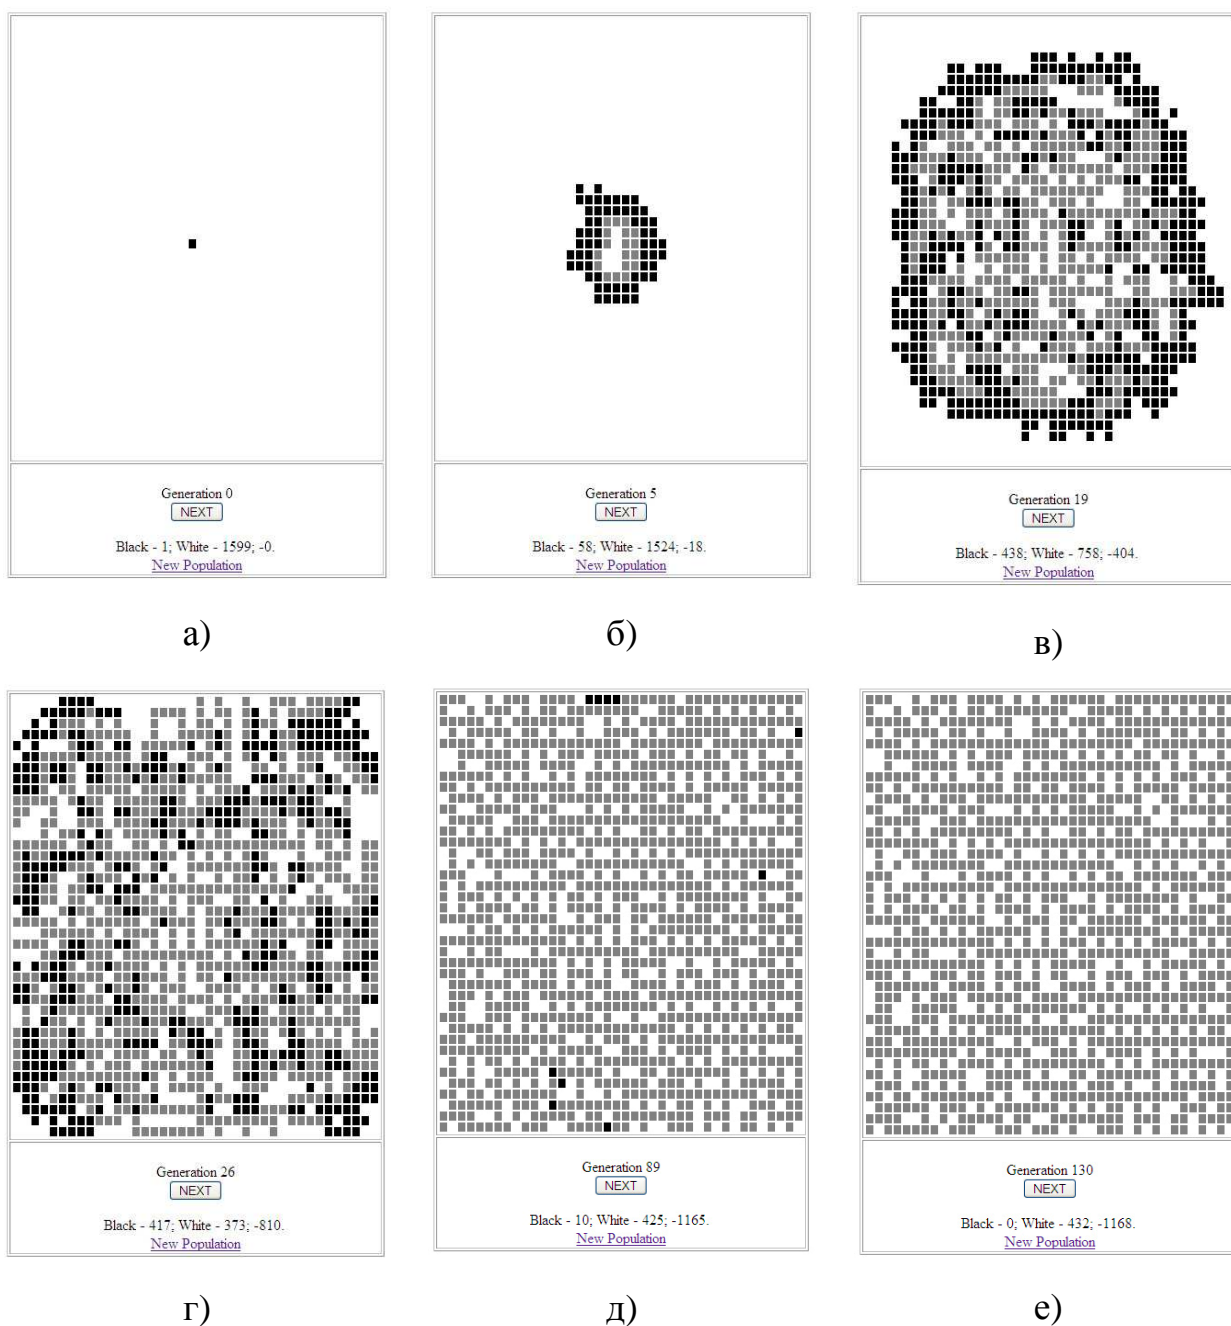 Generation 0
NEXT
Black - 1; White - 1599; -0.
New Population
а)
Generation 5
NEXT
Black - 58; White - 1524; -18.
New Population
б)
Generation 19
NEXT
Black - 438; White - 758; -404.
New Population
в)
Generation 26
NEXT
Black - 417; White - 373; -810.
New Population
г)
Generation 89
NEXT
Black - 10; White - 425; -1165.
New Population
д)
Generation 130
NEXT
Black - 0; White - 432; -1168.
New Population
е)